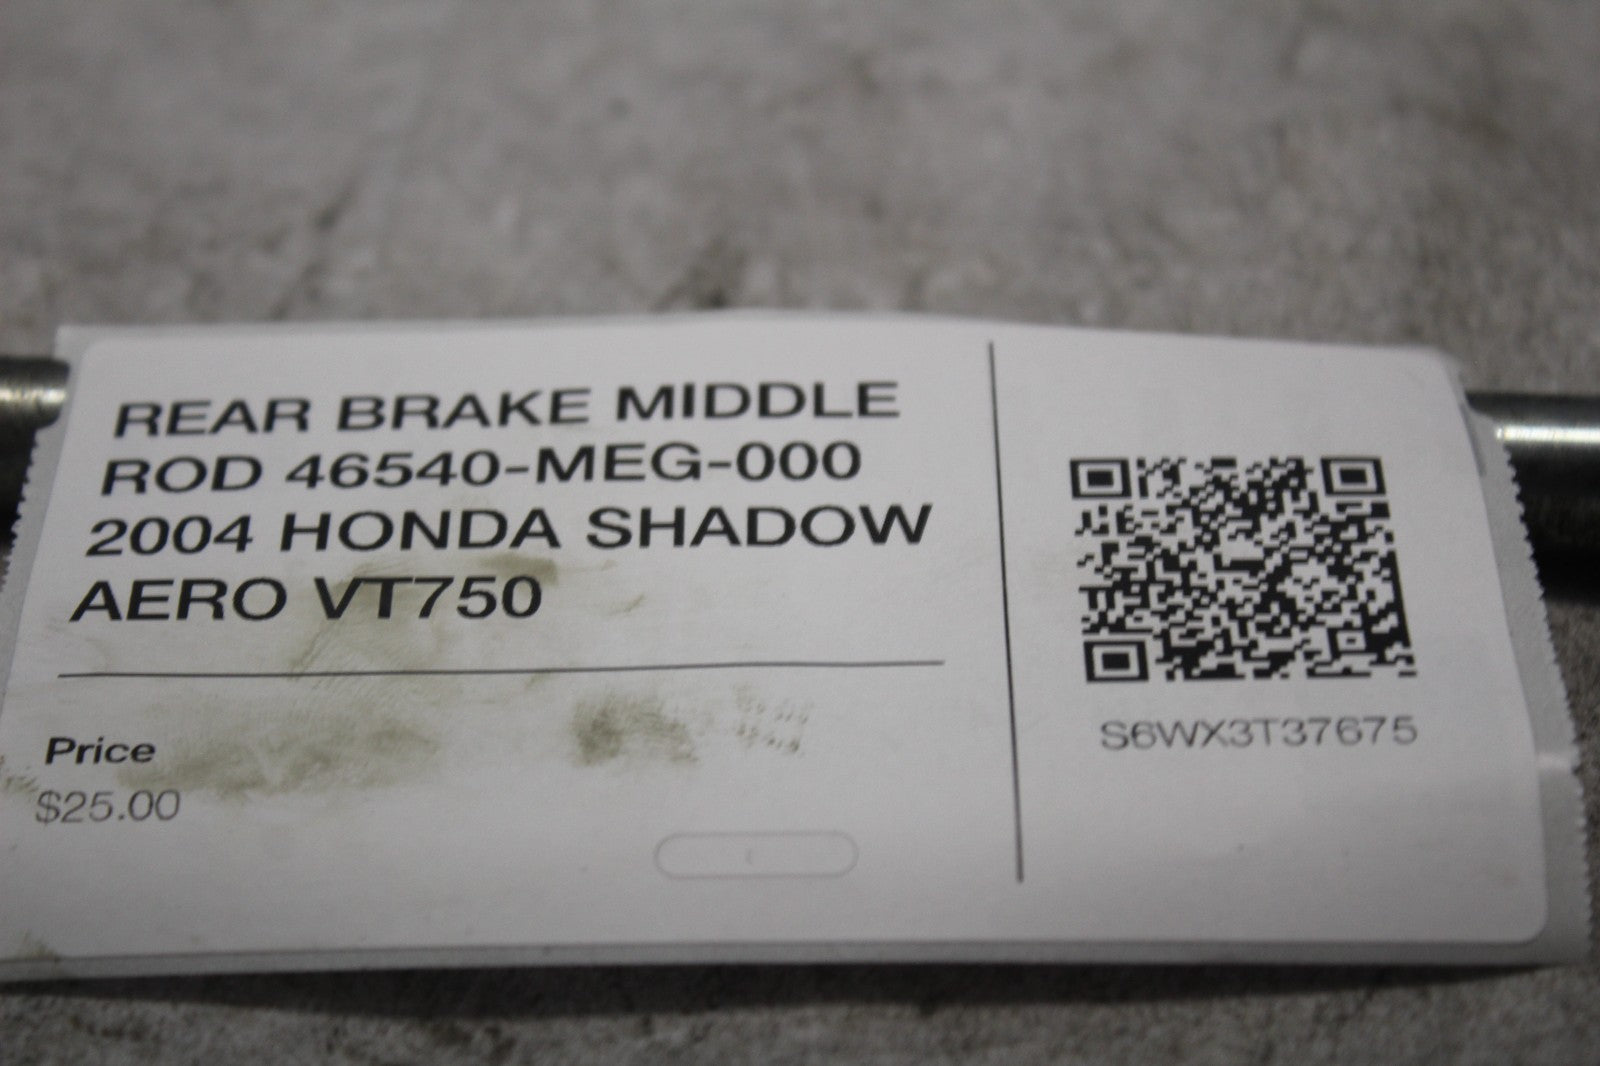 REAR BRAKE MIDDLE
ROD 46540-MEG-000
2004 HONDA SHADOW
AERO VT750
Price
$25.00
S6WX3T37675